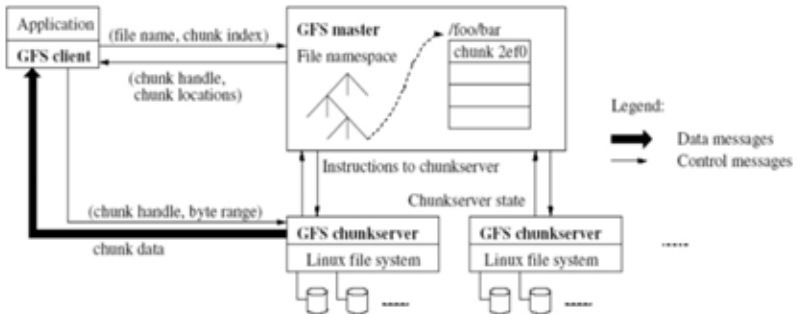 Application
GFS client
(file name, chunk index)
(chunk handle,
chunk locations)
GFS master
File namespace
/foo/bar
chunk 2ef0
Legend:
Data messages
Control messages
Instructions to chunkserver
Chunkserver state
(chunk handle, byte range)
chunk data
GFS chunkserver
Linux file system
GFS chunkserver
Linux file system